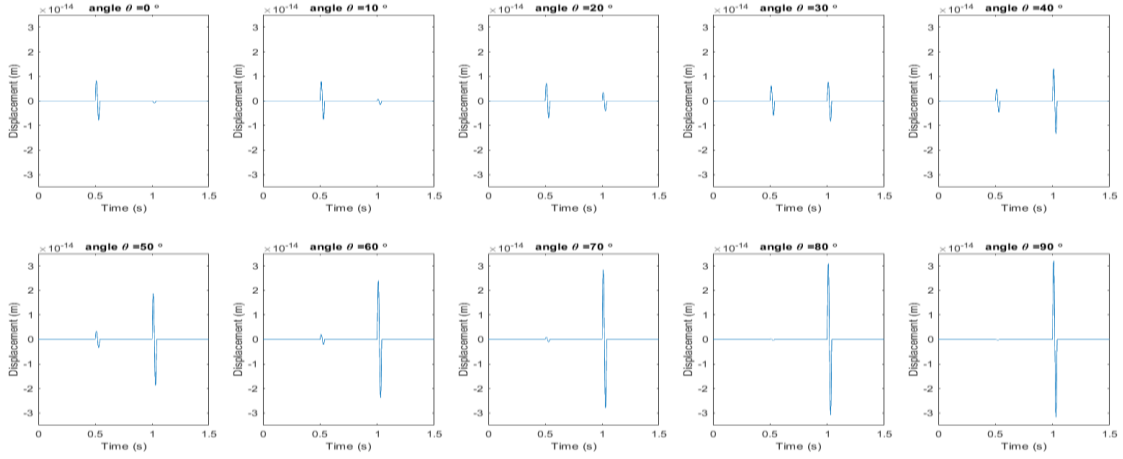 ×10⁻¹⁴ angle θ =0 °
3
2
1
0
-1
-2
-3
Displacement (m)
0 0.5 1 1.5
Time (s)
×10⁻¹⁴ angle θ =10 °
3
2
1
0
-1
-2
-3
Displacement (m)
0 0.5 1 1.5
Time (s)
×10⁻¹⁴ angle θ =20 °
3
2
1
0
-1
-2
-3
Displacement (m)
0 0.5 1 1.5
Time (s)
×10⁻¹⁴ angle θ =30 °
3
2
1
0
-1
-2
-3
Displacement (m)
0 0.5 1 1.5
Time (s)
×10⁻¹⁴ angle θ =40 °
3
2
1
0
-1
-2
-3
Displacement (m)
0 0.5 1 1.5
Time (s)
×10⁻¹⁴ angle θ =50 °
3
2
1
0
-1
-2
-3
Displacement (m)
0 0.5 1 1.5
Time (s)
×10⁻¹⁴ angle θ =60 °
3
2
1
0
-1
-2
-3
Displacement (m)
0 0.5 1 1.5
Time (s)
×10⁻¹⁴ angle θ =70 °
3
2
1
0
-1
-2
-3
Displacement (m)
0 0.5 1 1.5
Time (s)
×10⁻¹⁴ angle θ =80 °
3
2
1
0
-1
-2
-3
Displacement (m)
0 0.5 1 1.5
Time (s)
×10⁻¹⁴ angle θ =90 °
3
2
1
0
-1
-2
-3
Displacement (m)
0 0.5 1 1.5
Time (s)